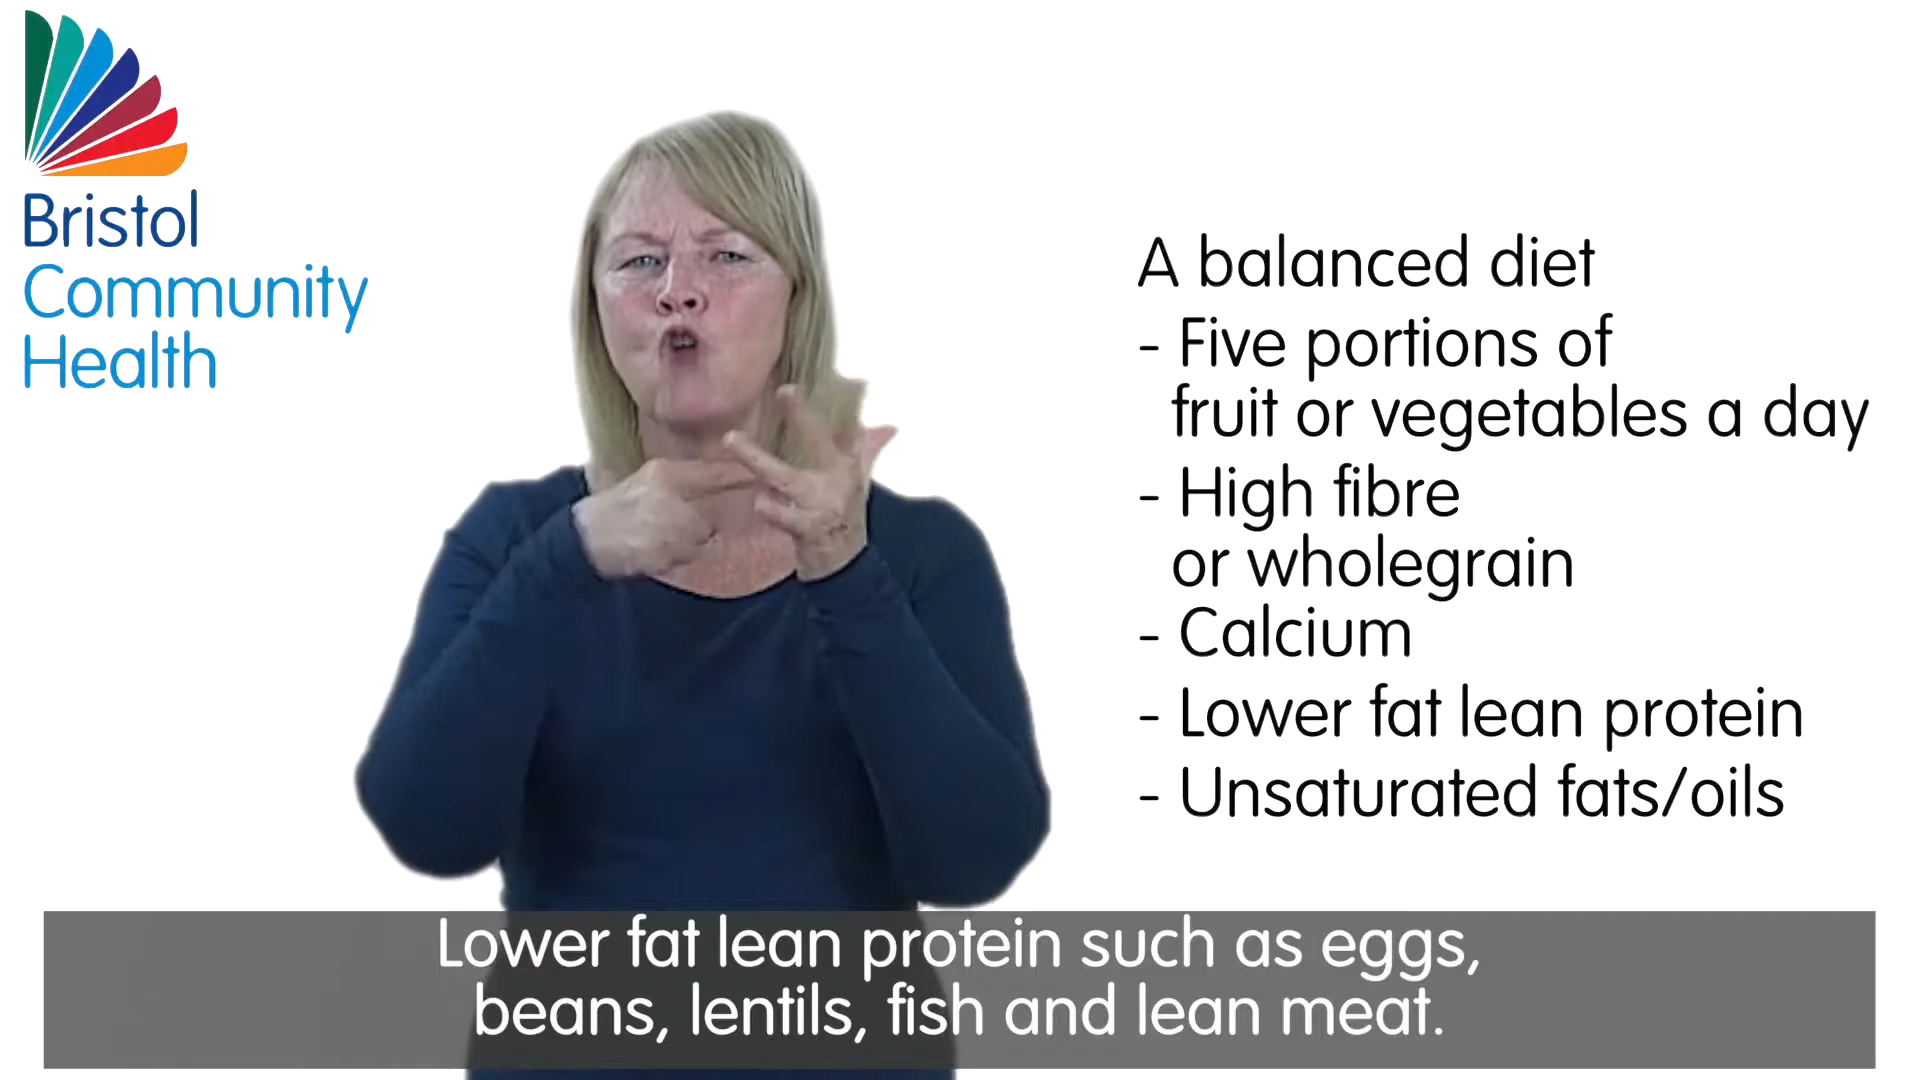 Bristol
Community
Health
A balanced diet
- Five portions of
fruit or vegetables a day
- High fibre
or wholegrain
- Calcium
- Lower fat lean protein
- Unsaturated fats/oils
Lower fat lean protein such as eggs,
beans, lentils, fish and lean meat.